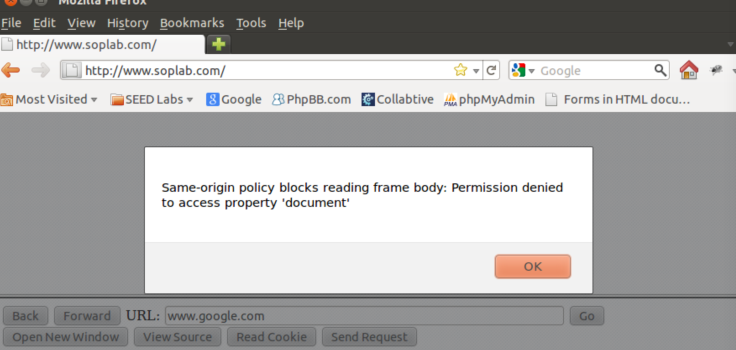 Mozilla Firefox
File Edit View History Bookmarks Tools Help
http://www.soplab.com/
http://www.soplab.com/ Google
Most Visited SEED Labs Google PhpBB.com Collabtive phpMyAdmin Forms in HTML docu...
Same-origin policy blocks reading frame body: Permission denied
to access property 'document'
OK
Back Forward URL: www.google.com Go
Open New Window View Source Read Cookie Send Request